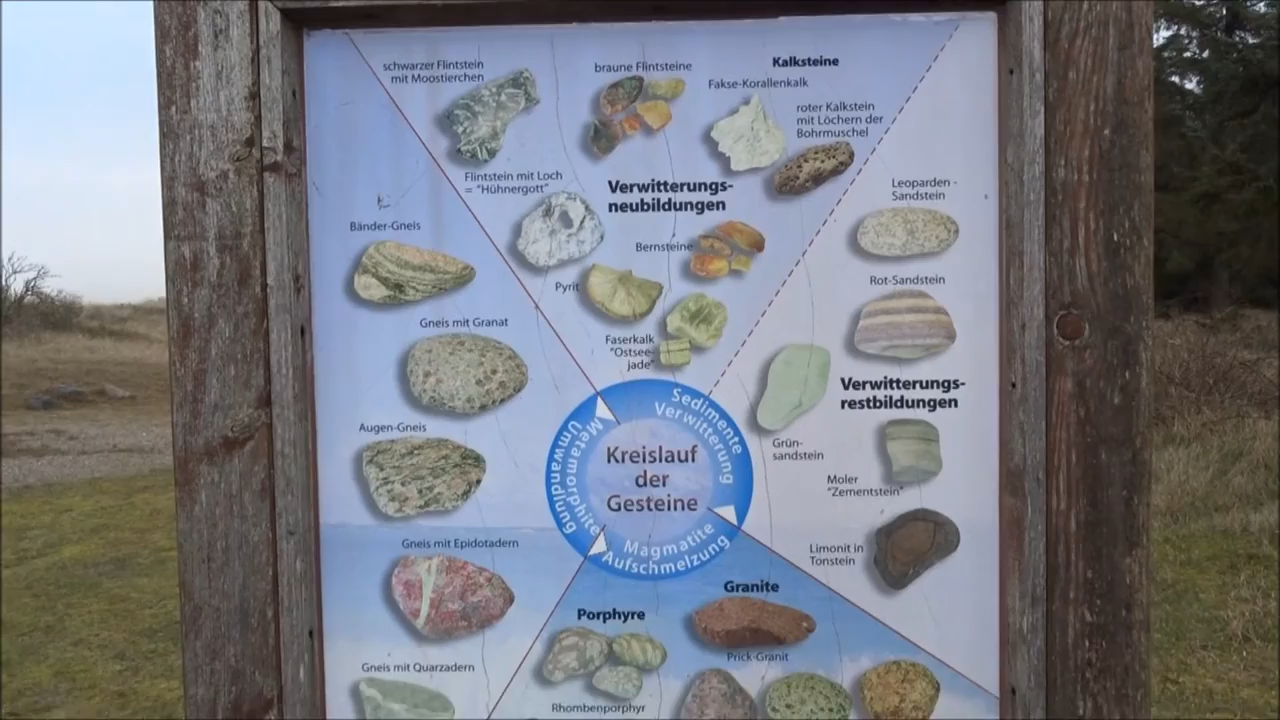 schwarzer Flintstein
mit Moostierchen
braune Flintsteine
Kalksteine
Fakse-Korallenkalk
roter Kalkstein
mit Löchern der
Bohrmuschel
Flintstein mit Loch
= "Hühnergott"
Verwitterungs-
neubildungen
Bernsteine
Pyrit
Faserkalk
"Ostsee-
jade"
Bänder-Gneis
Gneis mit Granat
Augen-Gneis
Gneis mit Epidotadern
Gneis mit Quarzadern
Leoparden -
Sandstein
Rot-Sandstein
Verwitterungs-
restbildungen
Grün-
sandstein
Moler
"Zementstein"
Limonit in
Tonstein
Sedimente
Verwitterung
Metamorphite
Umwandlung
Kreislauf
der
Gesteine
Magmatite
Aufschmelzung
Granite
Porphyre
Prick-Granit
Rhombenporphyr